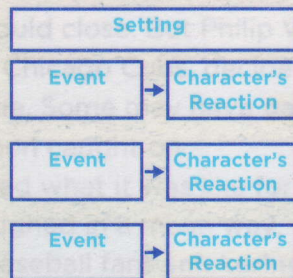 Setting
Event
Character's
Reaction
Event
Character's
Reaction
Event
Character's
Reaction